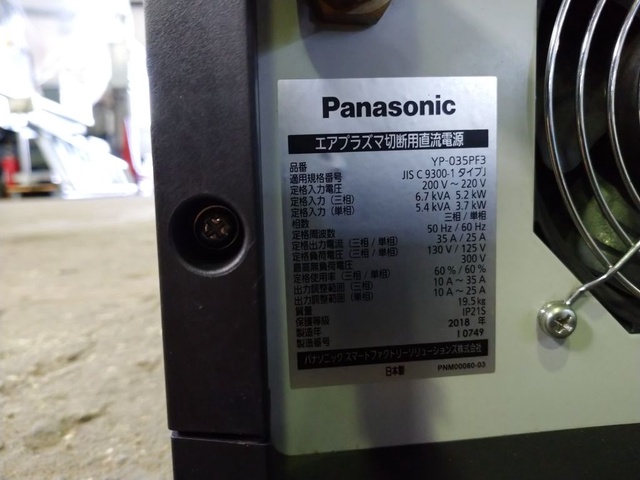 Panasonic
エアプラズマ切断用直流電源
品番 YP-035PF3
適用規格番号 JIS C 9300-1 タイプJ
定格入力電圧 200 V ～ 220 V
定格入力 (三相) 6.7 kVA 5.2 kW
定格入力 (単相) 5.4 kVA 3.7 kW
相数 三相 / 単相
定格周波数 50 Hz / 60 Hz
定格出力電流 (三相 / 単相) 35 A / 25 A
定格負荷電圧 (三相 / 単相) 130 V / 125 V
最高無負荷電圧 300 V
定格使用率 (三相 / 単相) 60 % / 60 %
出力調整範囲 (三相) 10 A ～ 35 A
出力調整範囲 (単相) 10 A ～ 25 A
質量 19.5 kg
保護等級 IP21S
製造年 2018 年
製造番号 10749
パナソニック スマートファクトリーソリューションズ株式会社
日本製 PNM00060-03